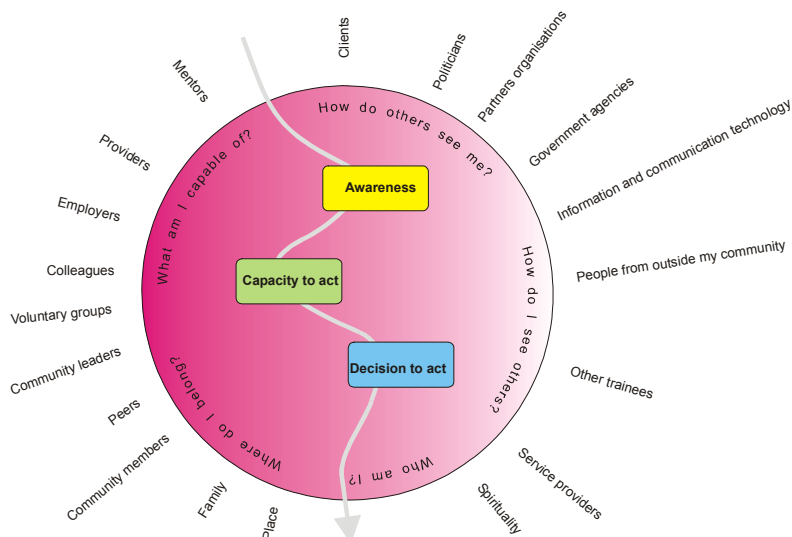 Clients
Politicians
Partners organisations
Government agencies
Information and communication technology
People from outside my community
Other trainees
Service providers
Spirituality
Place
Family
Community members
Peers
Community leaders
Voluntary groups
Colleagues
Employers
Providers
Mentors
How do others see me?
How do I see others?
Who am I?
Where do I belong?
What am I capable of?
Awareness
Capacity to act
Decision to act